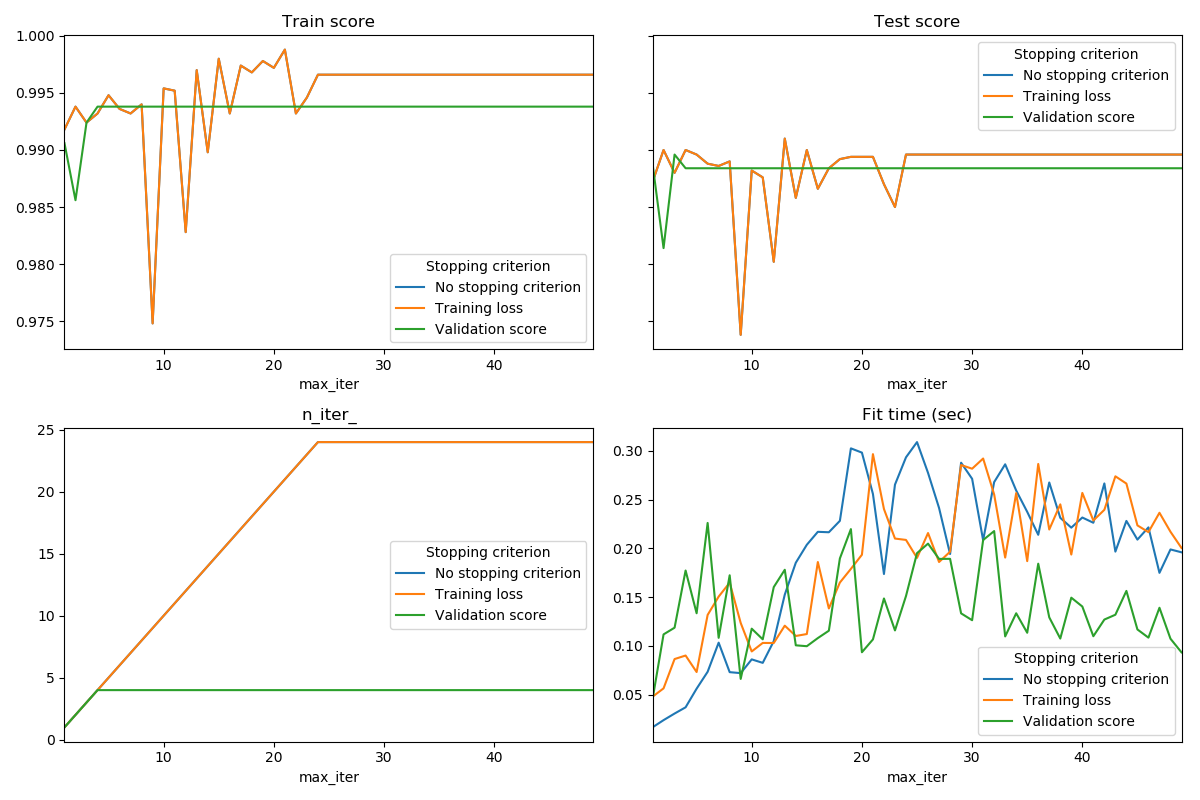 Train score
1.000
0.995
0.990
0.985
0.980
0.975
10 20 30 40
max_iter
Stopping criterion
No stopping criterion
Training loss
Validation score
Test score
10 20 30 40
max_iter
Stopping criterion
No stopping criterion
Training loss
Validation score
n_iter_
25
20
15
10
5
0
10 20 30 40
max_iter
Stopping criterion
No stopping criterion
Training loss
Validation score
Fit time (sec)
0.30
0.25
0.20
0.15
0.10
0.05
10 20 30 40
max_iter
Stopping criterion
No stopping criterion
Training loss
Validation score